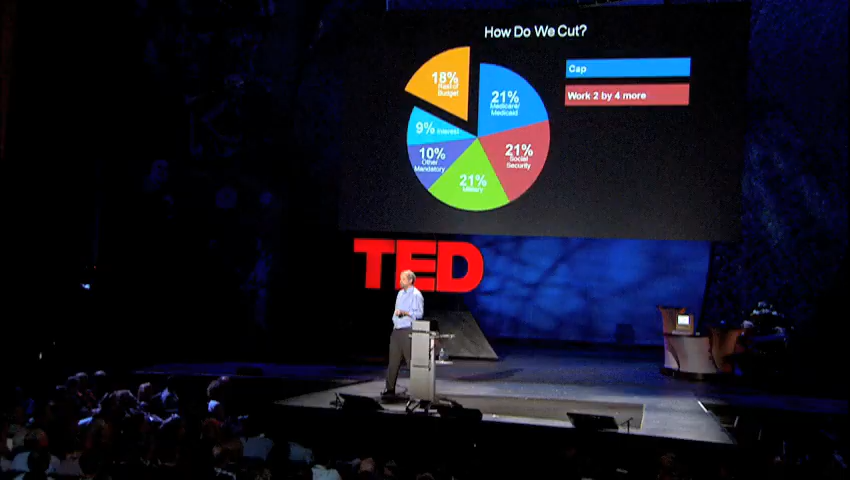 How Do We Cut?
18%
Rest of
Budget
21%
Medicare/
Medicaid
Cap
Work 2 by 4 more
9% Interest
10%
Other
Mandatory
21%
Social
Security
21%
Military
TED